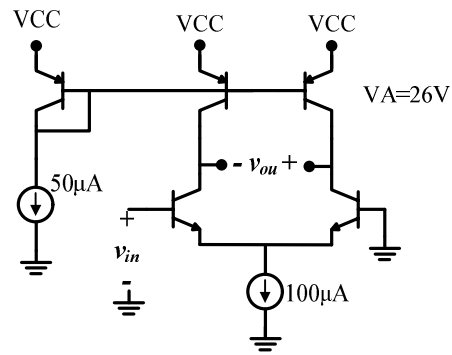 VCC VCC VCC
VA=26V
- vou +
50μA
+
vin
-
100μA